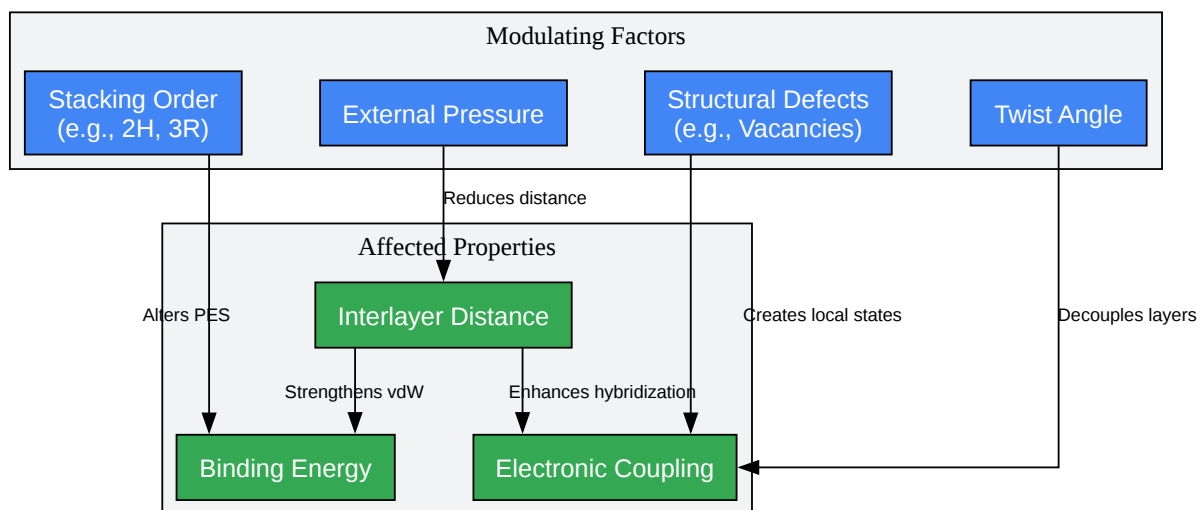 Modulating Factors
Stacking Order
(e.g., 2H, 3R)
External Pressure
Structural Defects
(e.g., Vacancies)
Twist Angle
Reduces distance
Affected Properties
Alters PES
Interlayer Distance
Creates local states
Decouples layers
Strengthens vdW
Enhances hybridization
Binding Energy
Electronic Coupling